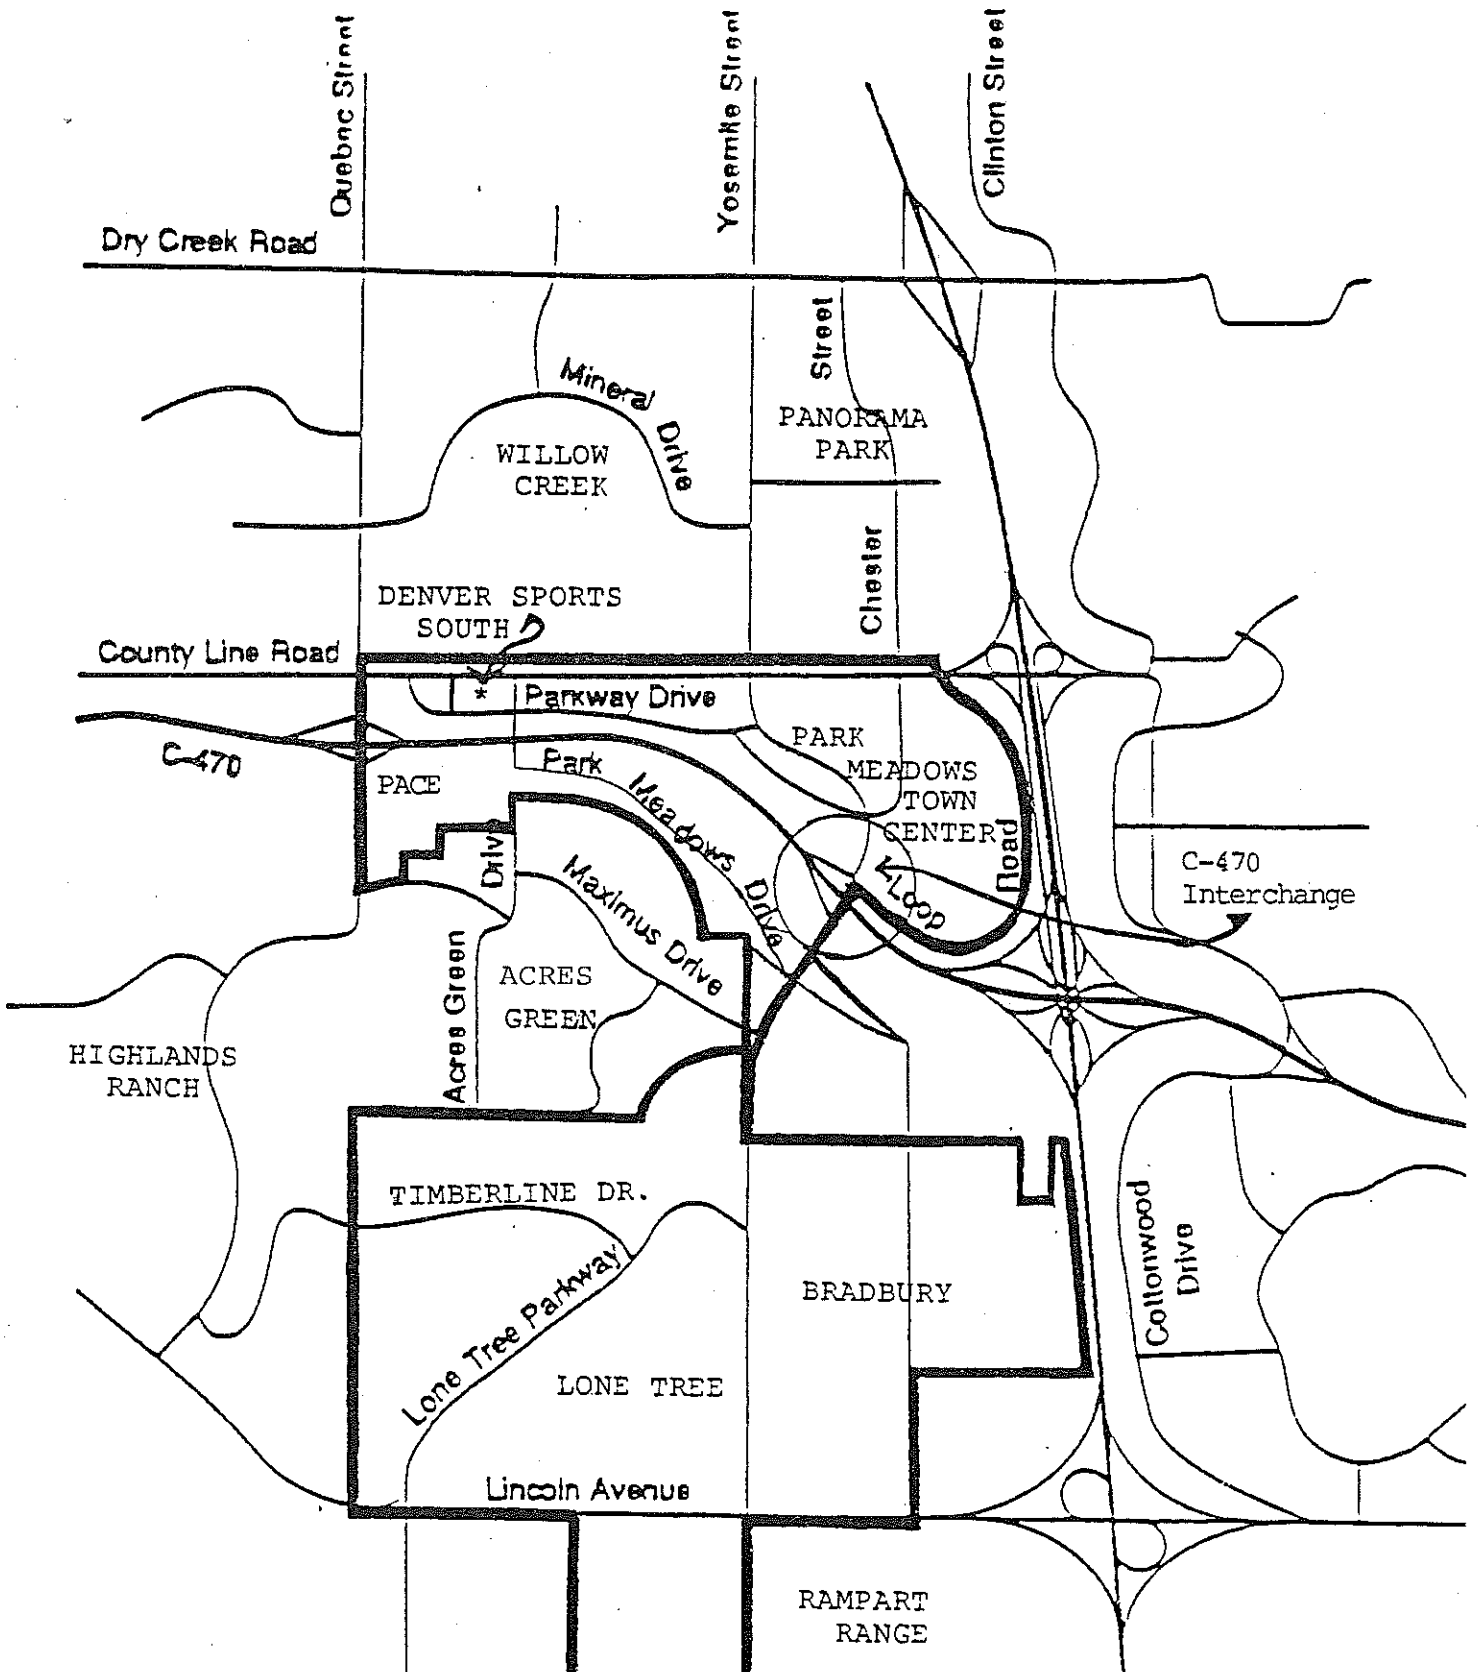 Quebec Street
Yosemite Street
Clinton Street
Dry Creek Road
Street
Mineral Drive
PANORAMA
PARK
WILLOW
CREEK
Chester
DENVER SPORTS
SOUTH
County Line Road
* Parkway Drive
C-470
PARK
MEADOWS
TOWN
CENTER
Park Meadows Drive
PACE
Drive
Maximus Drive
Loop
Road
C-470
Interchange
Acres Green
ACRES
GREEN
HIGHLANDS
RANCH
TIMBERLINE DR.
Cottonwood
Drive
Lone Tree Parkway
BRADBURY
LONE TREE
Lincoln Avenue
RAMPART
RANGE